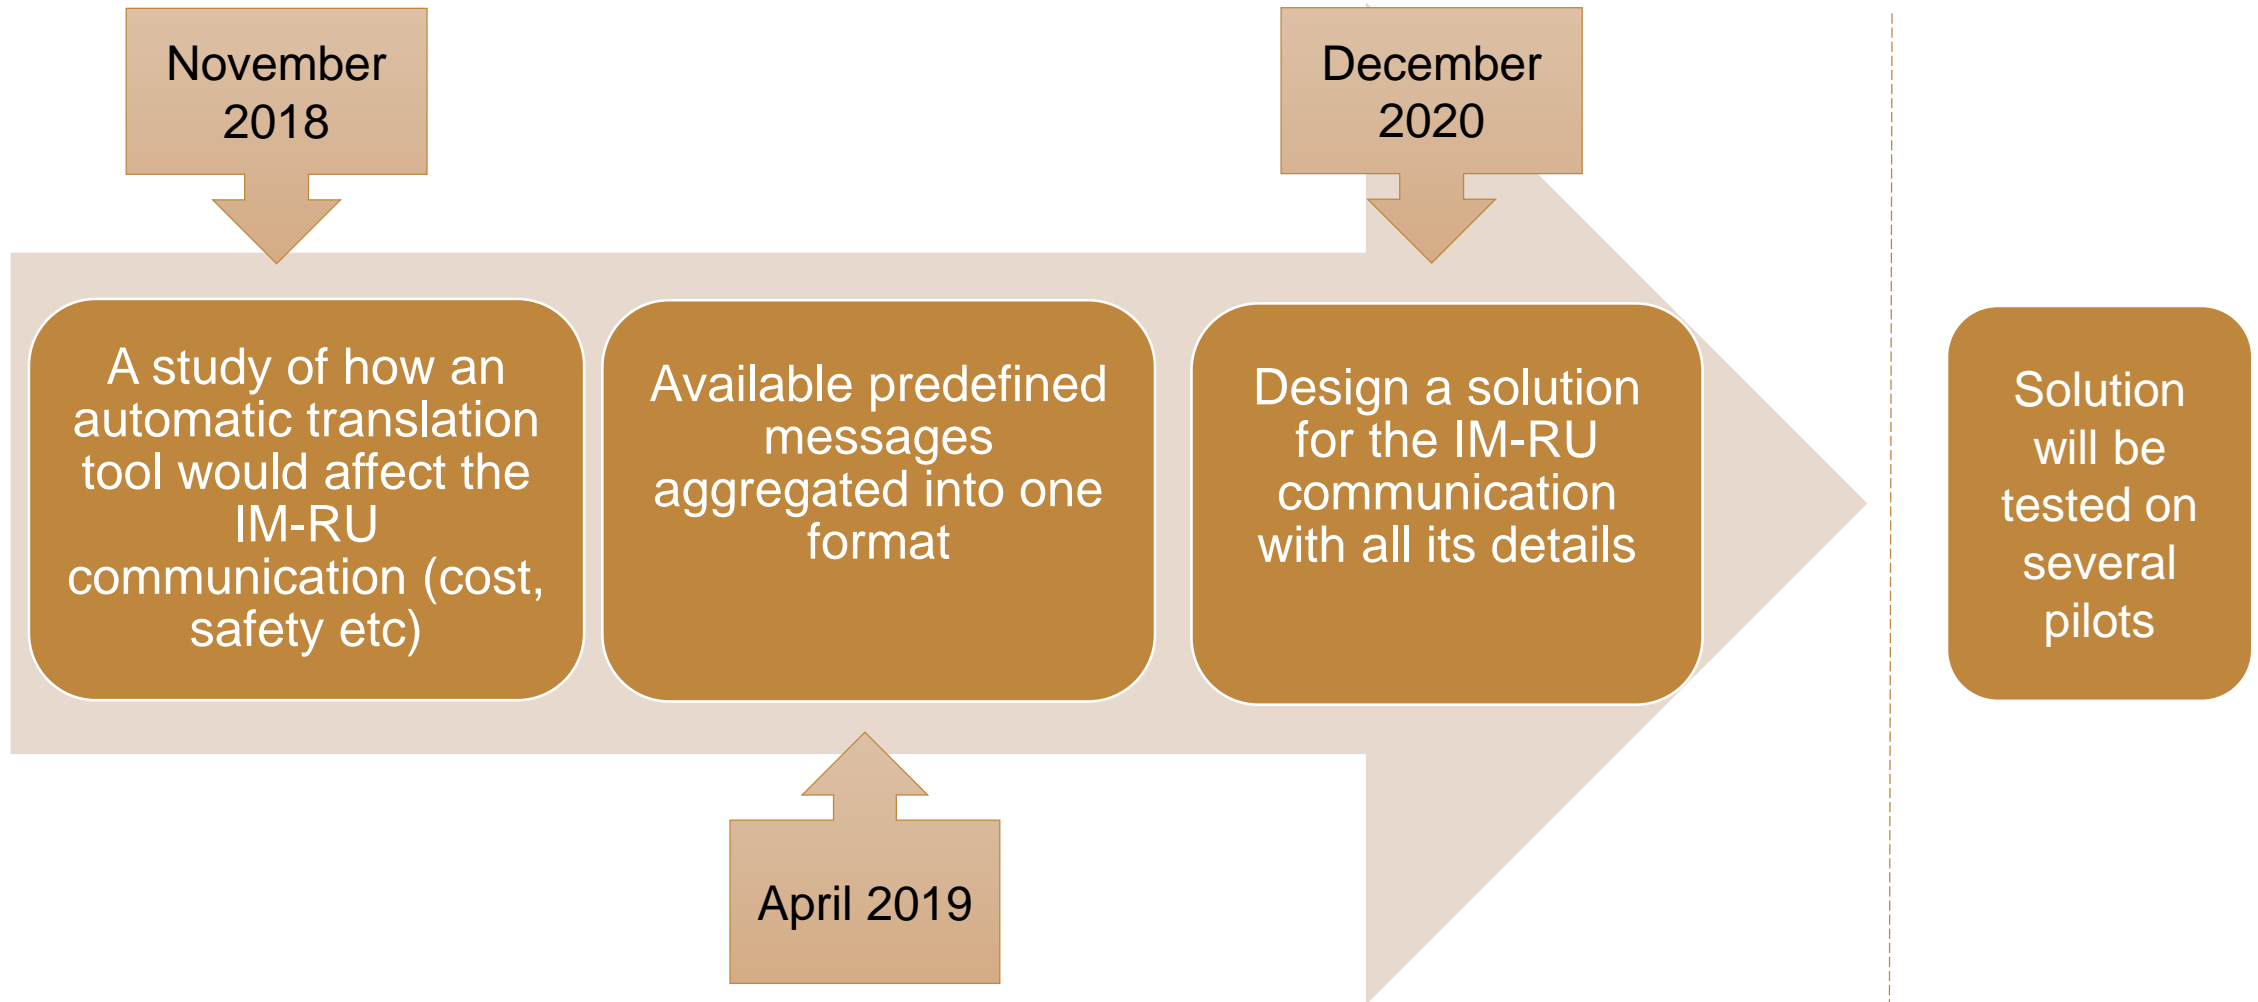 November
2018
December
2020
A study of how an
automatic translation
tool would affect the
IM-RU
communication (cost,
safety etc)
Available predefined
messages
aggregated into one
format
Design a solution
for the IM-RU
communication
with all its details
Solution
will be
tested on
several
pilots
April 2019